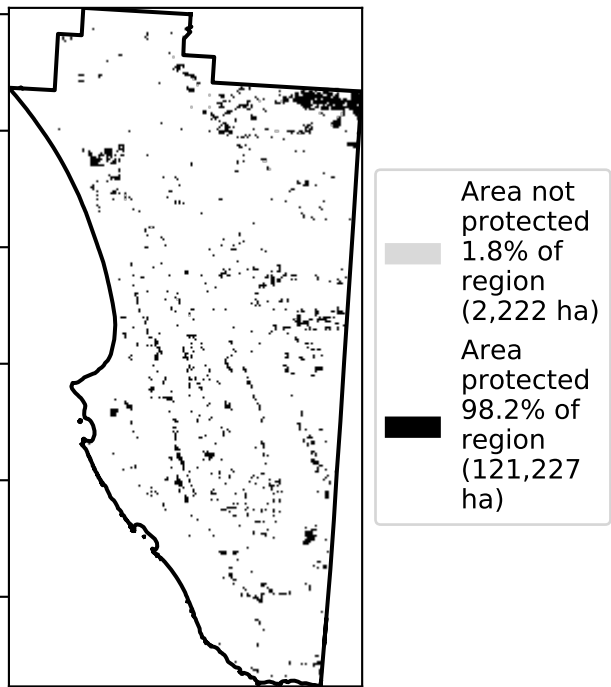 Area not
protected
1.8% of
region
(2,222 ha)
Area
protected
98.2% of
region
(121,227
ha)